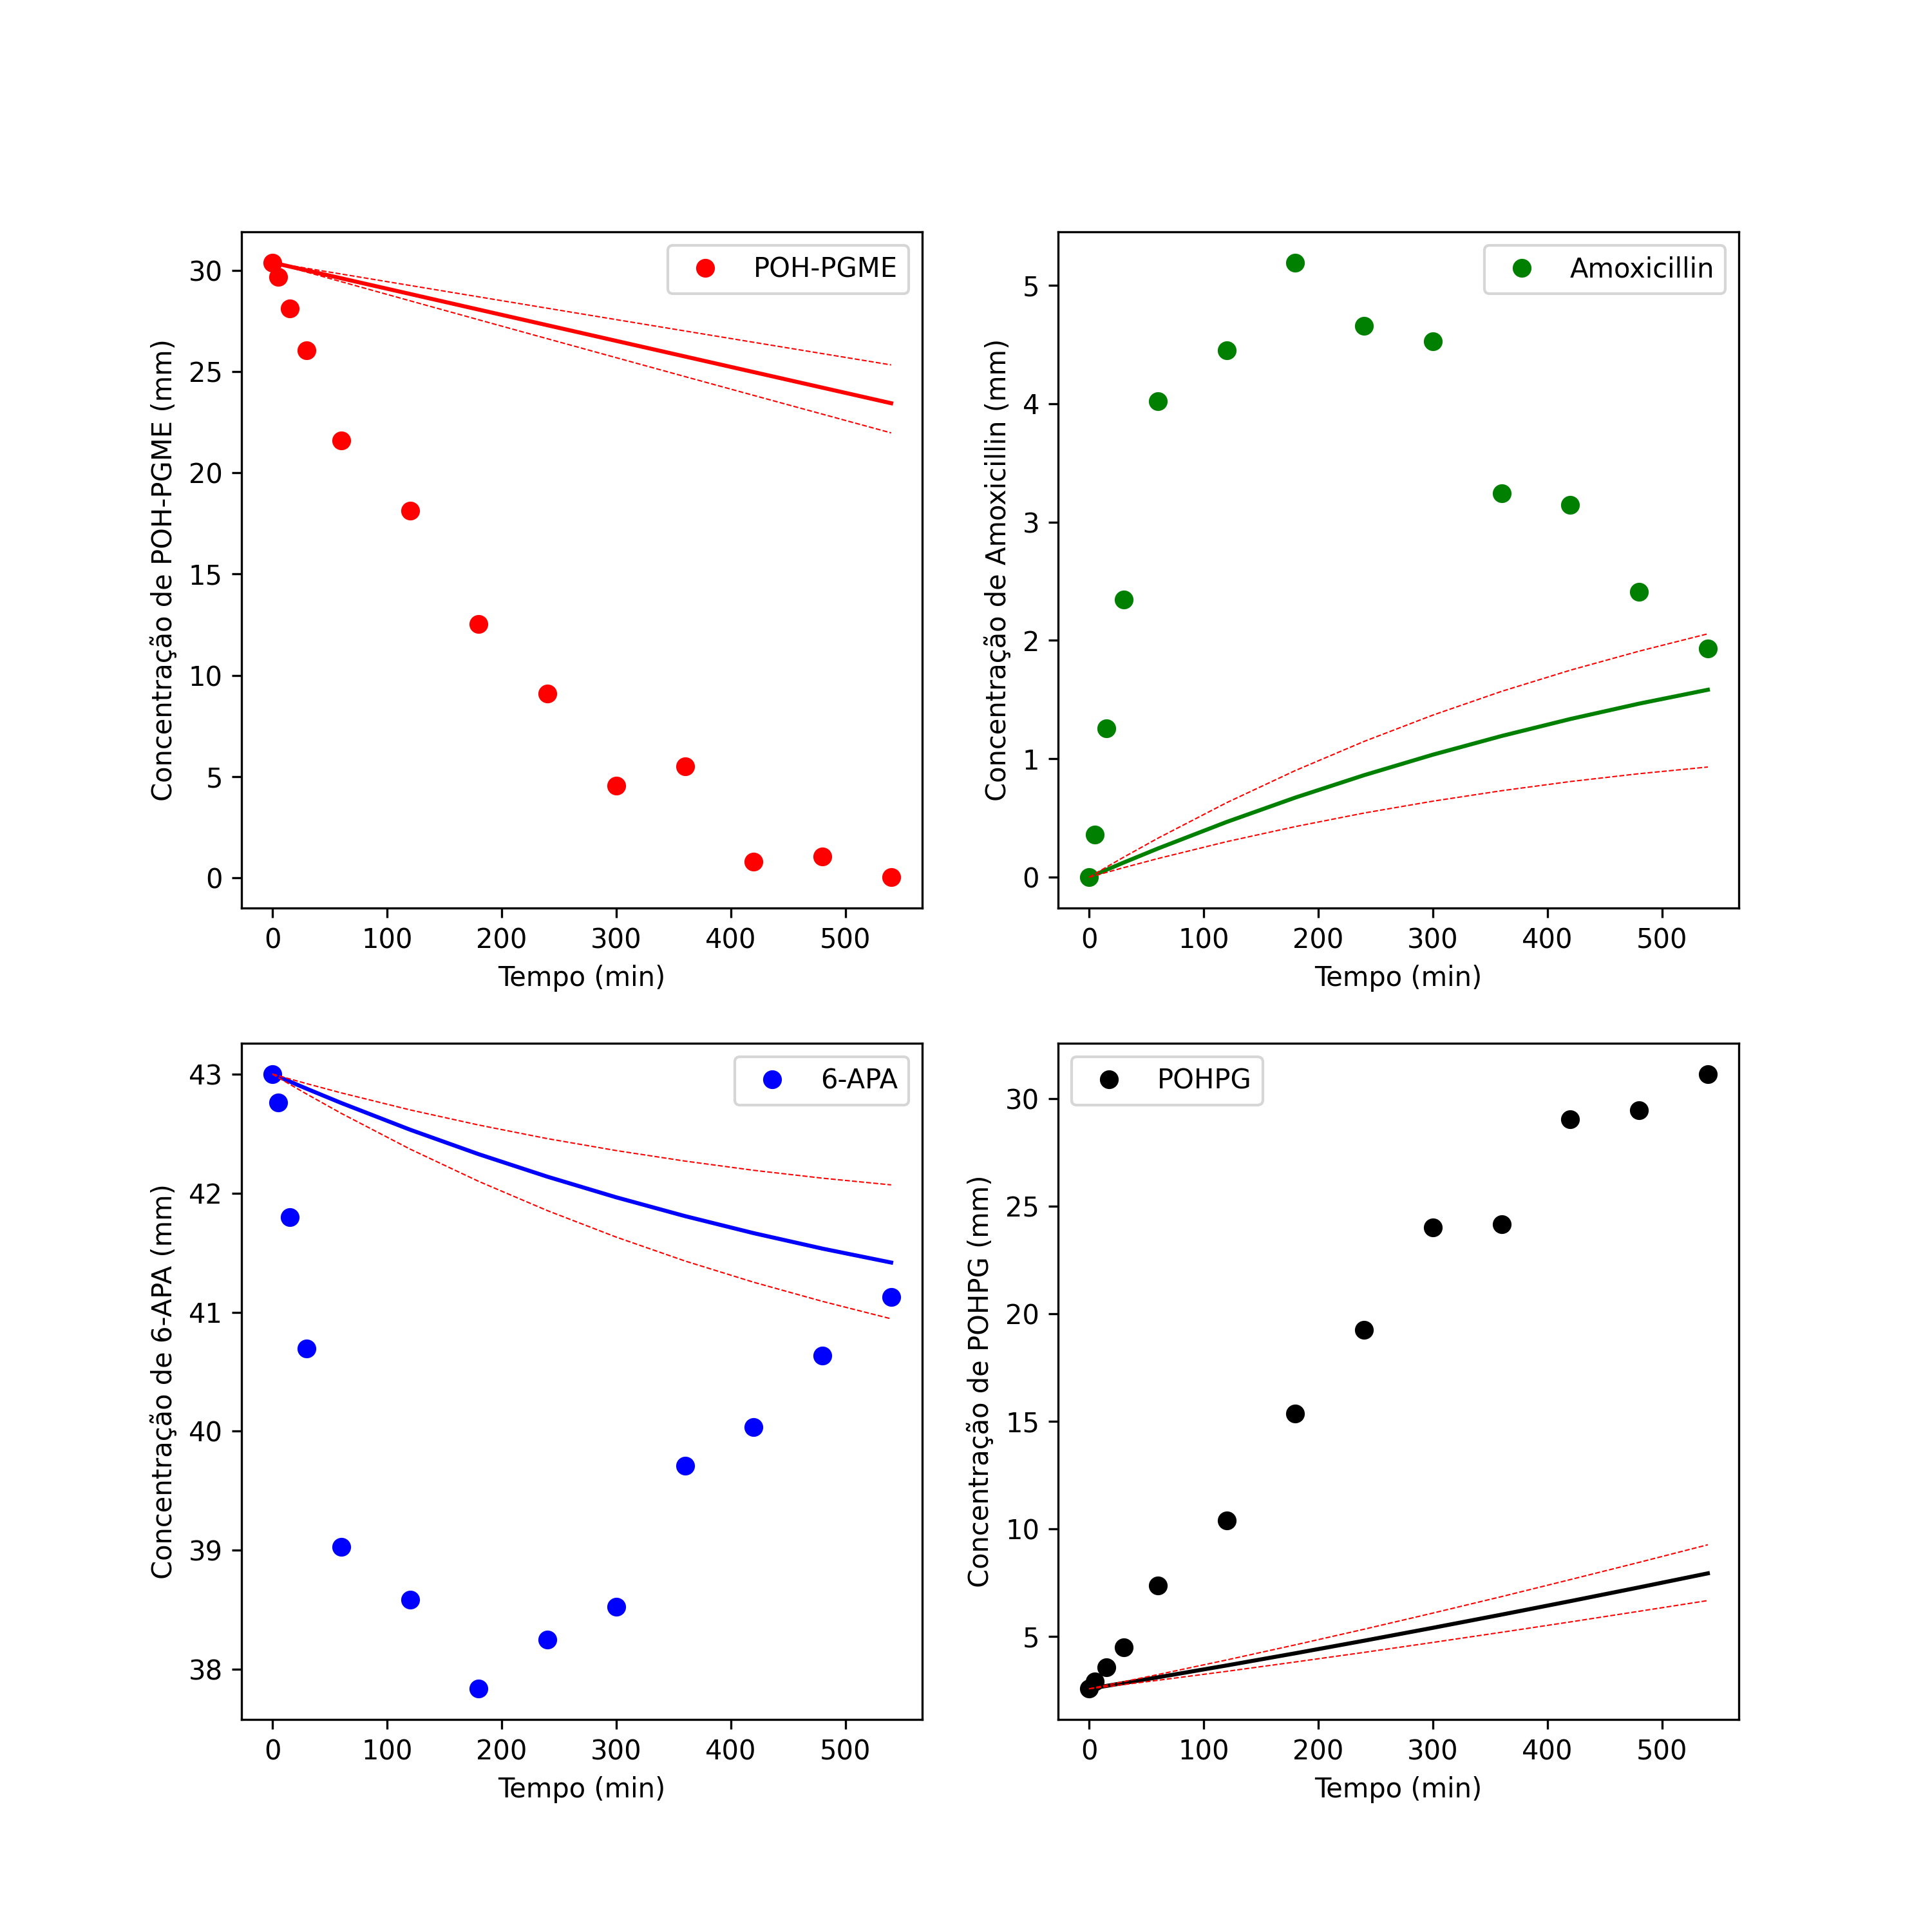 POH-PGME
Concentração de POH-PGME (mm)
30
25
20
15
10
5
0
0 100 200 300 400 500
Tempo (min)
Amoxicillin
Concentração de Amoxicillin (mm)
5
4
3
2
1
0
0 100 200 300 400 500
Tempo (min)
6-APA
Concentração de 6-APA (mm)
43
42
41
40
39
38
0 100 200 300 400 500
Tempo (min)
POHPG
Concentração de POHPG (mm)
30
25
20
15
10
5
0 100 200 300 400 500
Tempo (min)